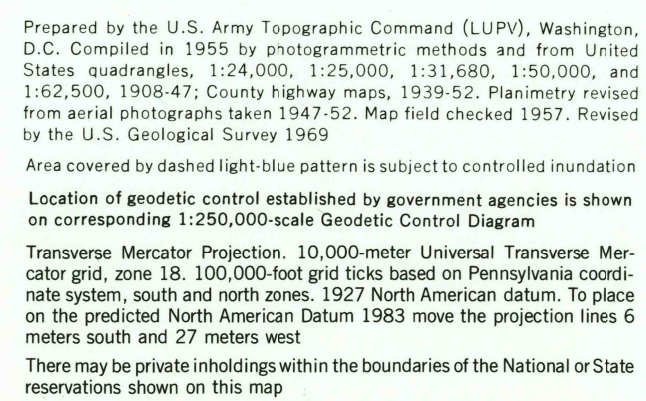 Prepared by the U.S. Army Topographic Command (LUPV), Washington,
D.C. Compiled in 1955 by photogrammetric methods and from United
States quadrangles, 1:24,000, 1:25,000, 1:31,680, 1:50,000, and
1:62,500, 1908-47; County highway maps, 1939-52. Planimetry revised
from aerial photographs taken 1947-52. Map field checked 1957. Revised
by the U.S. Geological Survey 1969
Area covered by dashed light-blue pattern is subject to controlled inundation
Location of geodetic control established by government agencies is shown
on corresponding 1:250,000-scale Geodetic Control Diagram
Transverse Mercator Projection. 10,000-meter Universal Transverse Mer-
cator grid, zone 18. 100,000-foot grid ticks based on Pennsylvania coordi-
nate system, south and north zones. 1927 North American datum. To place
on the predicted North American Datum 1983 move the projection lines 6
meters south and 27 meters west
There may be private inholdings within the boundaries of the National or State
reservations shown on this map